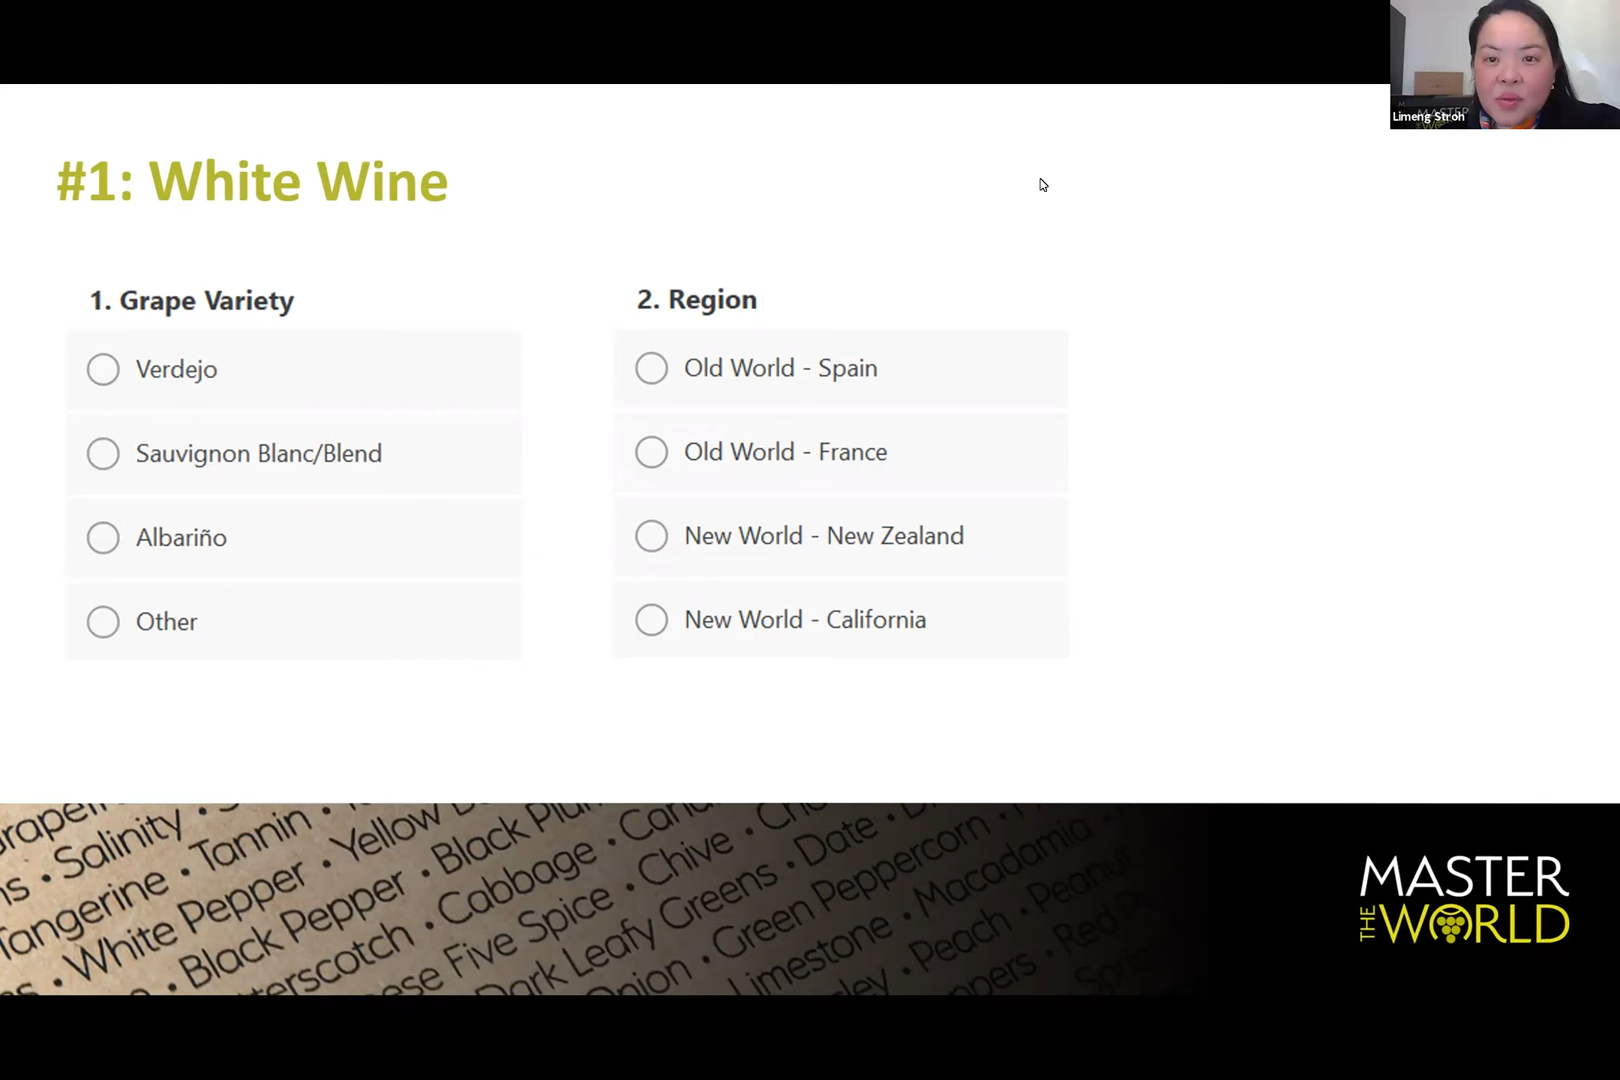 Limeng Stroh
#1: White Wine
1. Grape Variety
Verdejo
Sauvignon Blanc/Blend
Albariño
Other
2. Region
Old World - Spain
Old World - France
New World - New Zealand
New World - California
• Salinity •
Tangerine • Tannin •
• White Pepper • Yellow
• Black Pepper • Black Plum
• Cabbage •
Five Spice • Chive •
Dark Leafy Greens • Date •
Onion • Green Peppercorn •
Limestone • Macadamia •
• Peach • Peanut
MASTER
THE WORLD